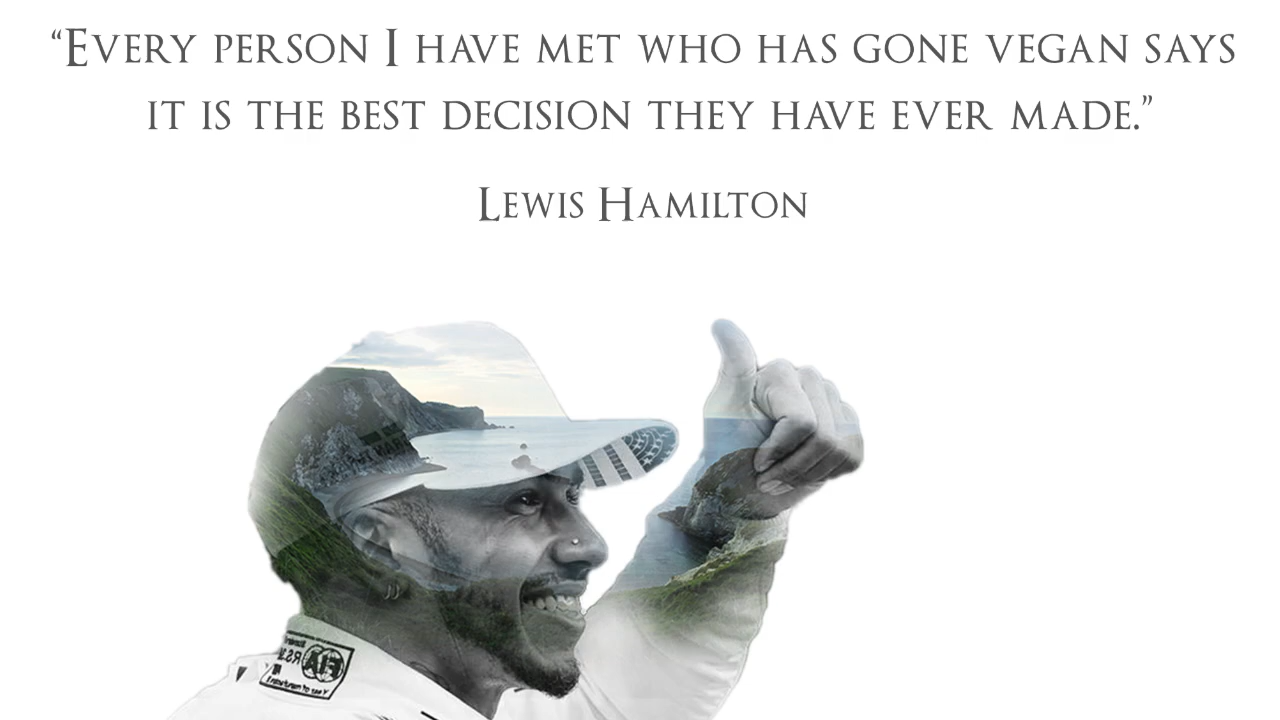 “Every person I have met who has gone vegan says
it is the best decision they have ever made.”
Lewis Hamilton
FIA